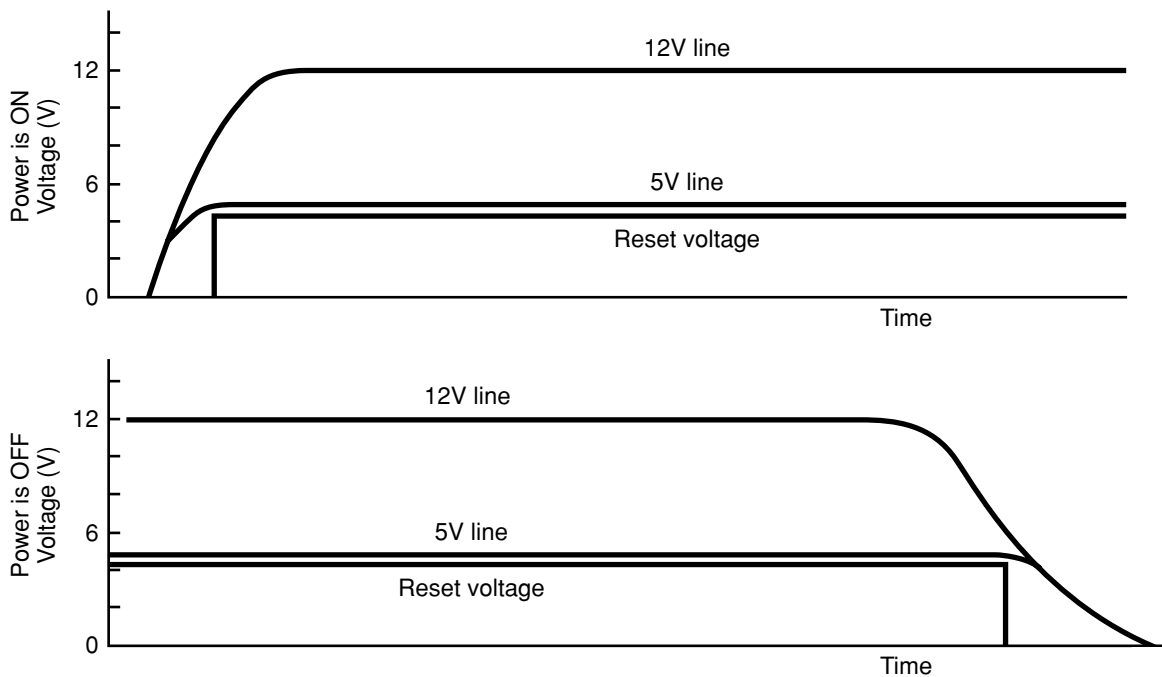 Power is ON
Voltage (V)
12
6
0
12V line
5V line
Reset voltage
Time
Power is OFF
Voltage (V)
12
6
0
12V line
5V line
Reset voltage
Time